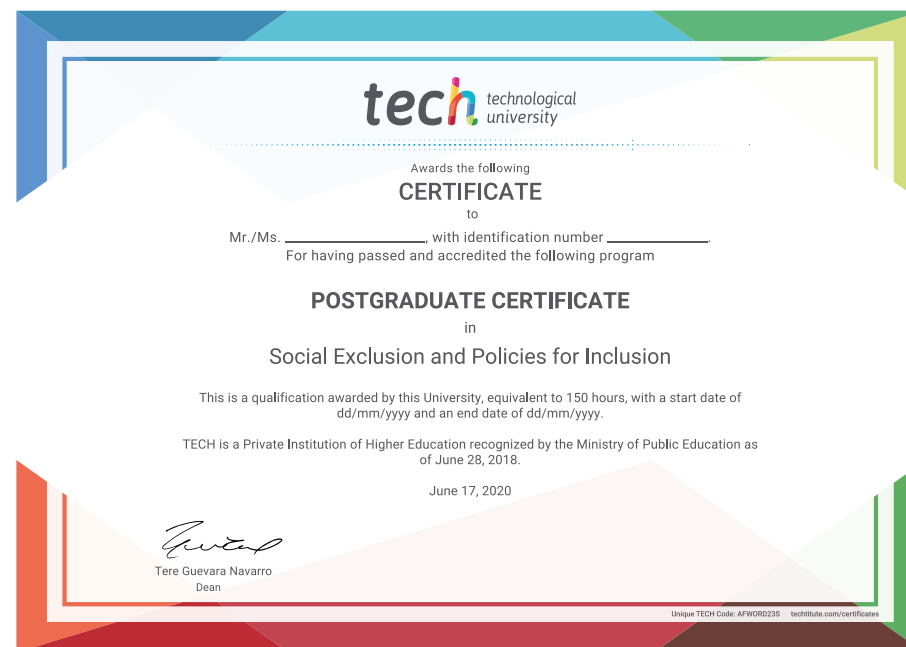 tech technological
university
Awards the following
CERTIFICATE
to
Mr./Ms. ____________________, with identification number ______________.
For having passed and accredited the following program
POSTGRADUATE CERTIFICATE
in
Social Exclusion and Policies for Inclusion
This is a qualification awarded by this University, equivalent to 150 hours, with a start date of
dd/mm/yyyy and an end date of dd/mm/yyyy.
TECH is a Private Institution of Higher Education recognized by the Ministry of Public Education as
of June 28, 2018.
June 17, 2020
Tere Guevara Navarro
Dean
Unique TECH Code: AFWORD23S techtitute.com/certificates